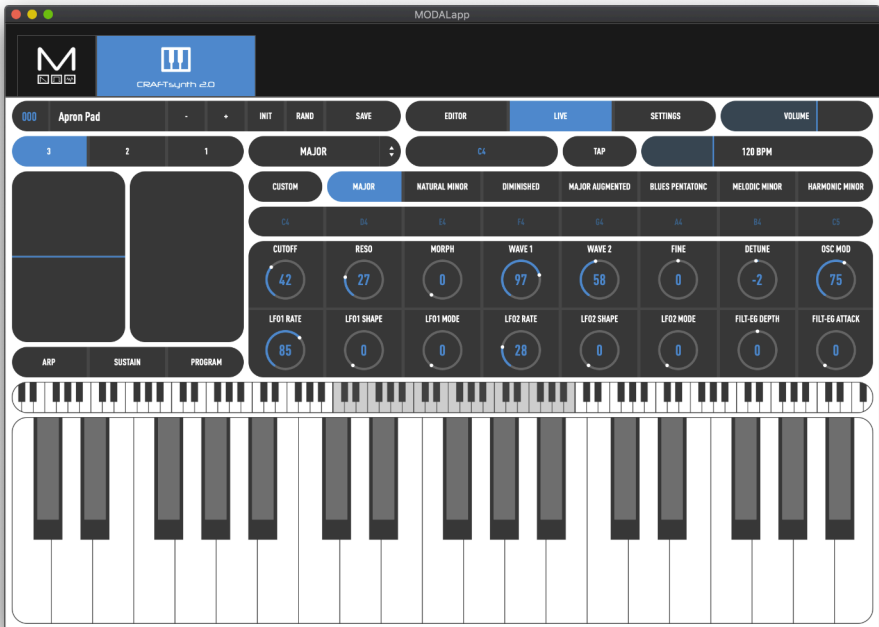 MODALapp
CRAFTsynth 2.0
000 Apron Pad - + INIT RAND SAVE EDITOR LIVE SETTINGS VOLUME
3 2 1 MAJOR C4 TAP 120 BPM
CUSTOM MAJOR NATURAL MINOR DIMINISHED MAJOR AUGMENTED BLUES PENTATONC MELODIC MINOR HARMONIC MINOR
C4 D4 E4 F4 G4 A4 B4 C5
CUTOFF RESO MORPH WAVE 1 WAVE 2 FINE DETUNE OSC MOD
42 27 0 97 58 0 -2 75
LFO1 RATE LFO1 SHAPE LFO1 MODE LFO2 RATE LFO2 SHAPE LFO2 MODE FILT-EG DEPTH FILT-EG ATTACK
85 0 0 28 0 0 0 0
ARP SUSTAIN PROGRAM